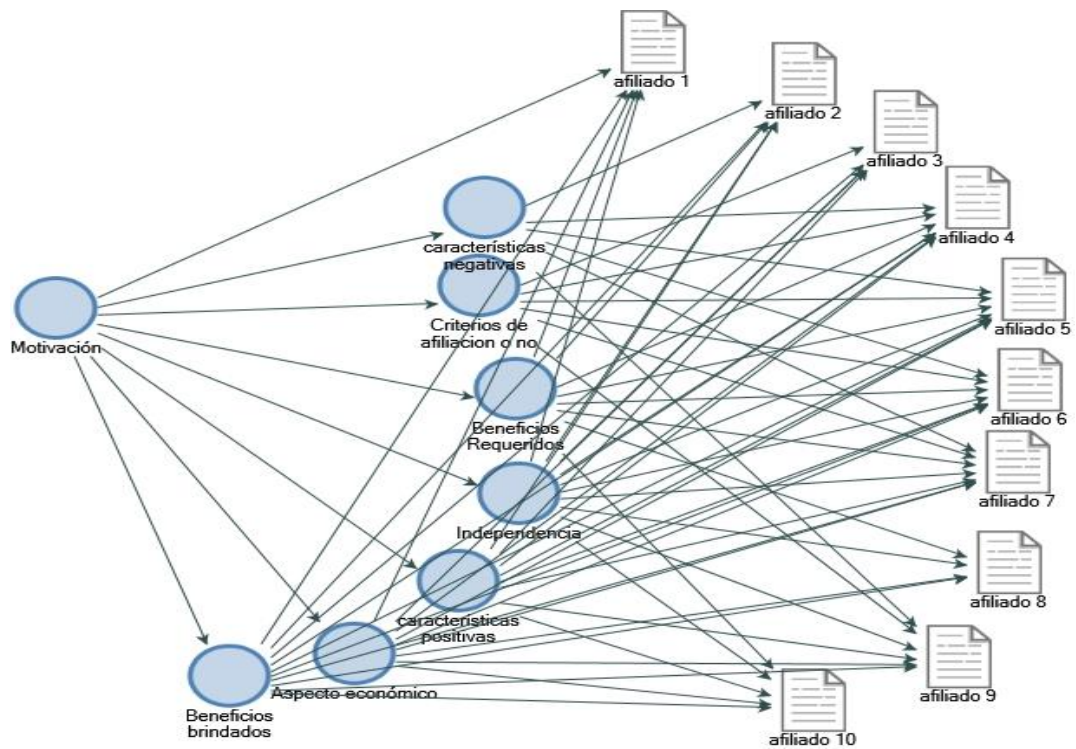 afiliado 1
afiliado 2
afiliado 3
afiliado 4
afiliado 5
afiliado 6
afiliado 7
afiliado 8
afiliado 9
afiliado 10
Motivación
características
negativas
Criterios de
afiliacion o no
Beneficios
Requeridos
Independencia
características
positivas
Aspecto económico
Beneficios
brindados